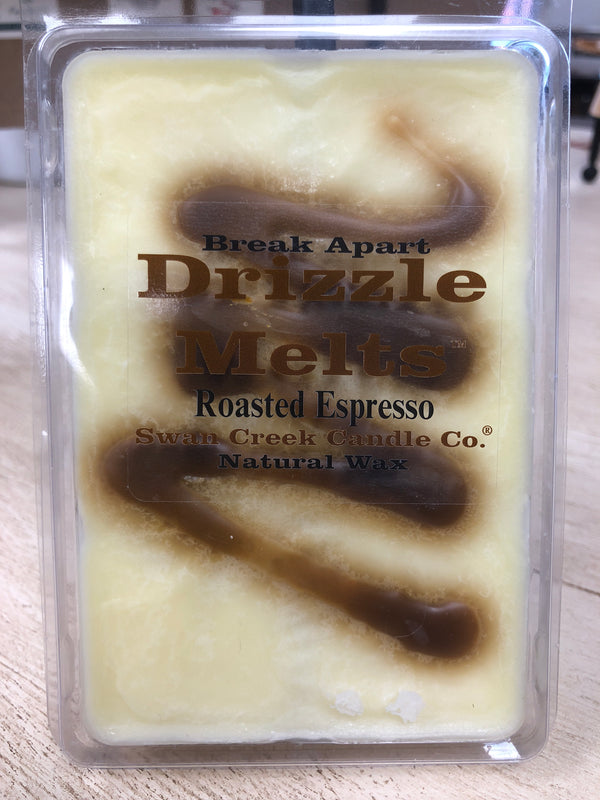 Break Apart
Drizzle
Melts™
Roasted Espresso
Swan Creek Candle Co.®
Natural Wax